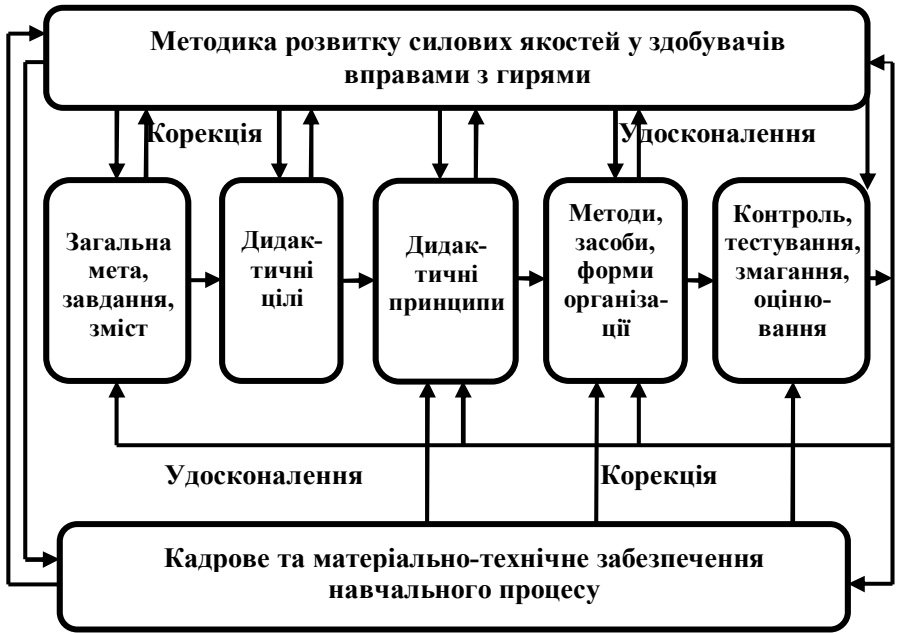 Методика розвитку силових якостей у здобувачів
вправами з гирями
Корекція
Удосконалення
Загальна
мета,
завдання,
зміст
Дидак-
тичні
цілі
Дидак-
тичні
принципи
Методи,
засоби,
форми
організа-
ції
Контроль,
тестування,
змагання,
оціню-
вання
Удосконалення
Корекція
Кадрове та матеріально-технічне забезпечення
навчального процесу